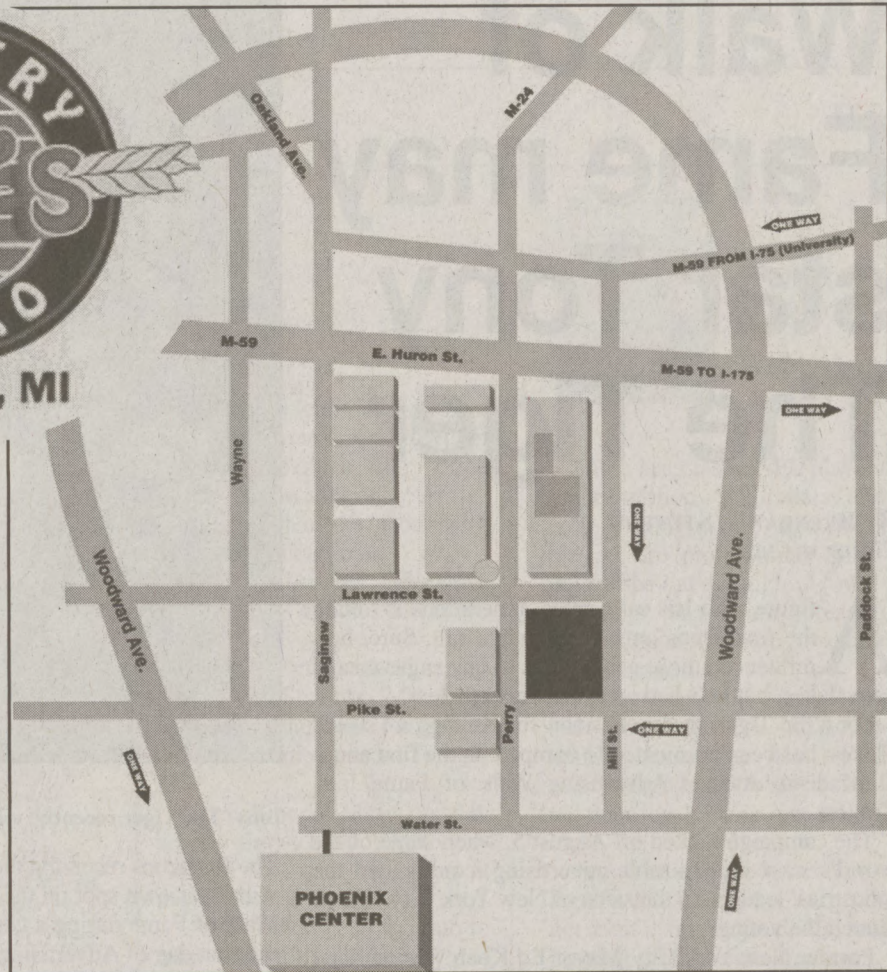 RY
S
O
, MI
Oakland Ave.
M-24
ONE WAY
M-59 FROM I-75 (University)
M-59
E. Huron St.
M-59 TO I-175
ONE WAY
Wayne
ONE WAY
Woodward Ave.
Woodward Ave.
Paddock St.
Lawrence St.
Saginaw
Pike St.
Perry
Mill St.
ONE WAY
ONE WAY
Water St.
ONE WAY
PHOENIX
CENTER